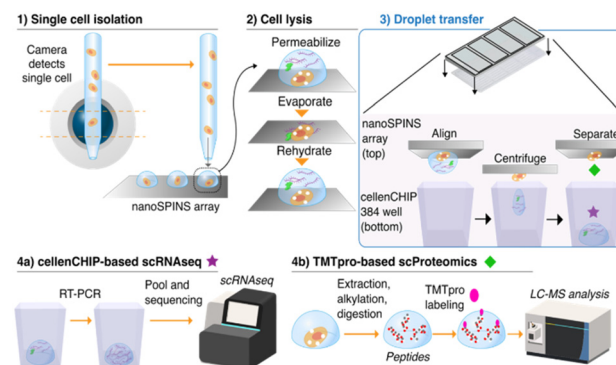 1) Single cell isolation
Camera
detects
single cell
nanoSPINS array
2) Cell lysis
Permeabilize
Evaporate
Rehydrate
3) Droplet transfer
nanoSPINS
array
(top)
Align
Centrifuge
Separate
cellenCHIP
384 well
(bottom)
4a) cellenCHIP-based scRNAseq
RT-PCR
Pool and
sequencing
scRNAseq
4b) TMTpro-based scProteomics
Extraction,
alkylation,
digestion
Peptides
TMTpro
labeling
LC-MS analysis